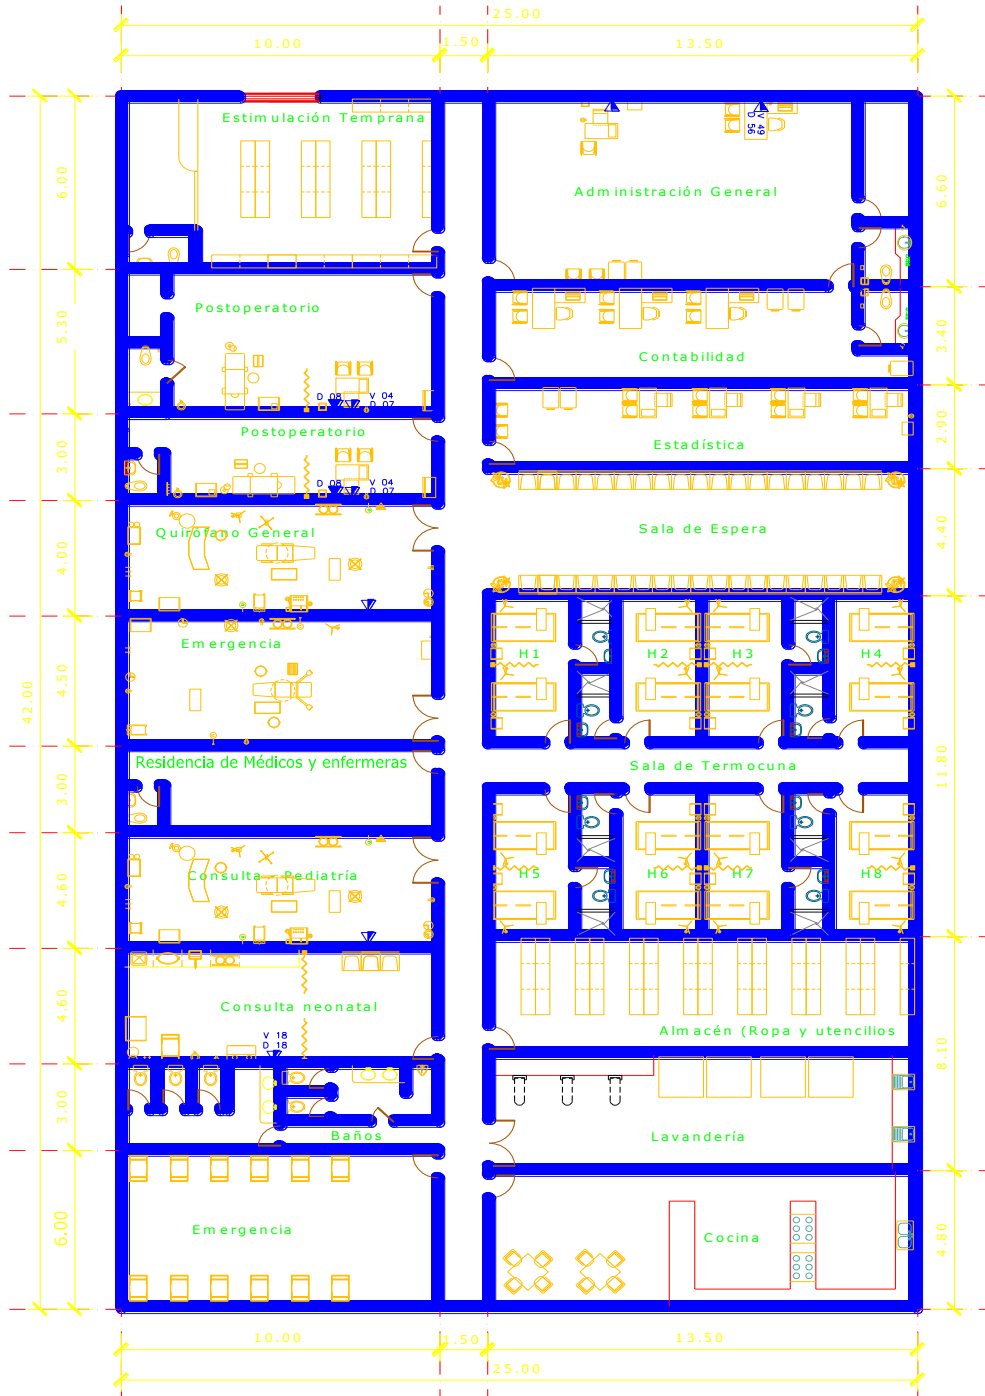 25.00
10.00
1.50
13.50
Estimulación Temprana
V 49
D 56
6.00
Administración General
6.60
Postoperatorio
5.30
Contabilidad
3.40
D 08
V 04
D 07
Postoperatorio
3.00
Estadística
2.90
D 08
V 04
D 07
Quirófano General
4.00
Sala de Espera
4.40
Emergencia
4.50
H1
H2
H3
H4
42.00
Residencia de Médicos y enfermeras
3.00
Sala de Termocuna
11.80
Consulta Pediatría
4.60
H5
H6
H7
H8
Consulta neonatal
4.60
V 18
D 18
Almacén (Ropa y utencilios
8.10
3.00
Baños
Lavandería
Emergencia
6.00
Cocina
4.80
10.00
1.50
13.50
25.00